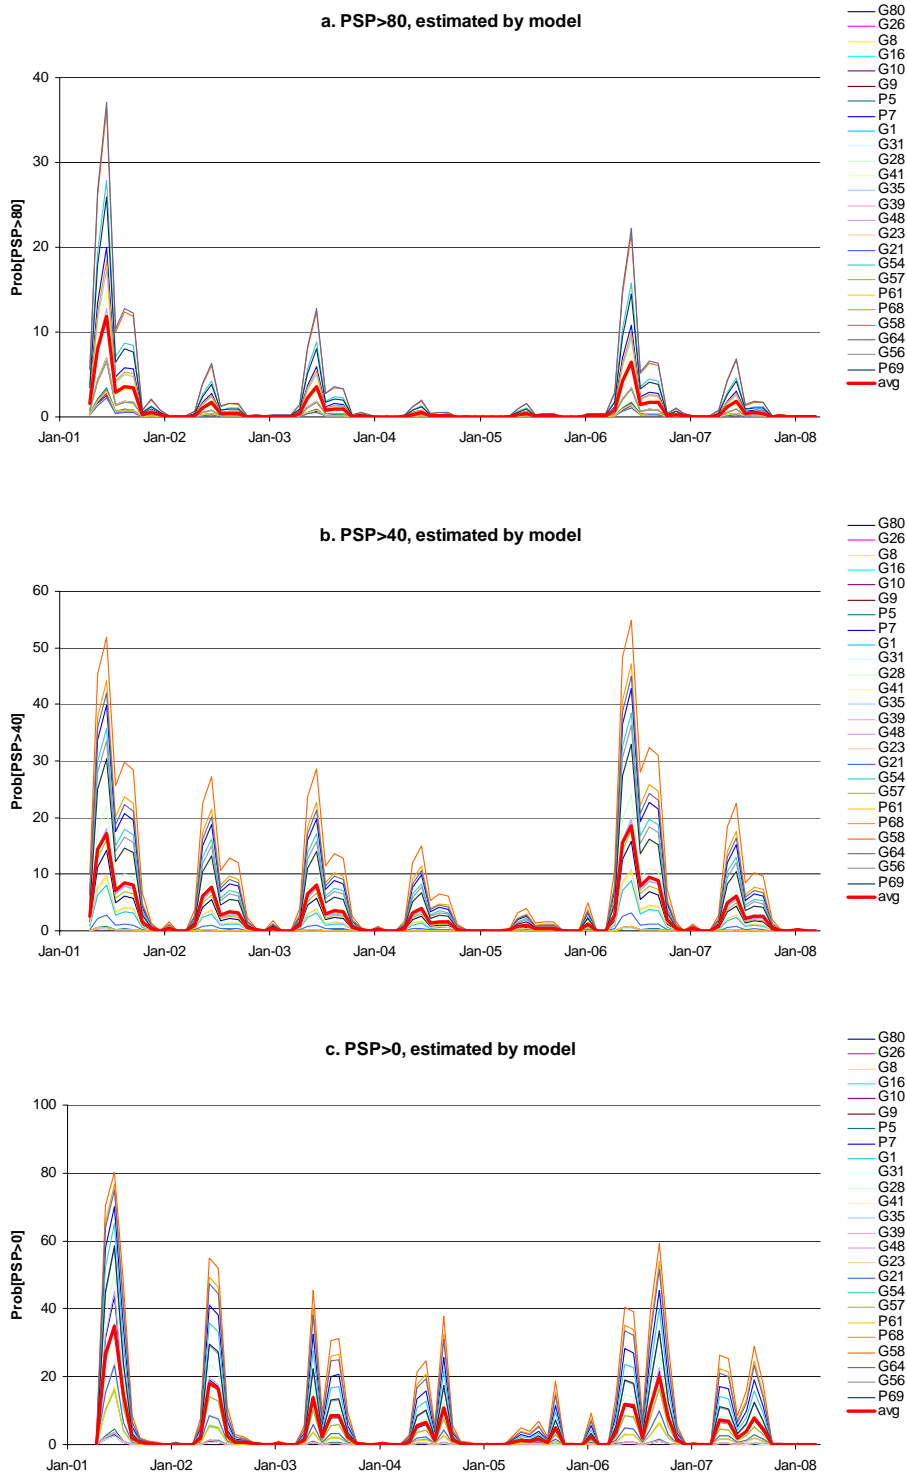 a. PSP>80, estimated by model
Prob[PSP>80]
40
30
20
10
0
Jan-01 Jan-02 Jan-03 Jan-04 Jan-05 Jan-06 Jan-07 Jan-08
G80
G26
G8
G16
G10
G9
P5
P7
G1
G31
G28
G41
G35
G39
G48
G23
G21
G54
G57
P61
P68
G58
G64
G56
P69
avg
b. PSP>40, estimated by model
Prob[PSP>40]
60
50
40
30
20
10
0
Jan-01 Jan-02 Jan-03 Jan-04 Jan-05 Jan-06 Jan-07 Jan-08
G80
G26
G8
G16
G10
G9
P5
P7
G1
G31
G28
G41
G35
G39
G48
G23
G21
G54
G57
P61
P68
G58
G64
G56
P69
avg
c. PSP>0, estimated by model
Prob[PSP>0]
100
80
60
40
20
0
Jan-01 Jan-02 Jan-03 Jan-04 Jan-05 Jan-06 Jan-07 Jan-08
G80
G26
G8
G16
G10
G9
P5
P7
G1
G31
G28
G41
G35
G39
G48
G23
G21
G54
G57
P61
P68
G58
G64
G56
P69
avg